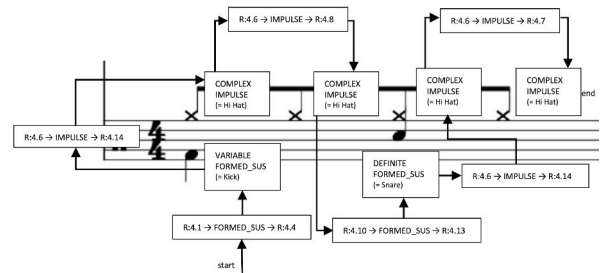 R:4.6 → IMPULSE → R:4.8
R:4.6 → IMPULSE → R:4.7
COMPLEX
IMPULSE
(= Hi Hat)
COMPLEX
IMPULSE
(= Hi Hat)
COMPLEX
IMPULSE
(= Hi Hat)
COMPLEX
IMPULSE
(= Hi Hat)
end
R:4.6 → IMPULSE → R:4.14
4
4
VARIABLE
FORMED_SUS
(= Kick)
DEFINITE
FORMED_SUS
(= Snare)
R:4.6 → IMPULSE → R:4.14
R:4.1 → FORMED_SUS → R:4.4
R:4.10 → FORMED_SUS → R:4.13
start